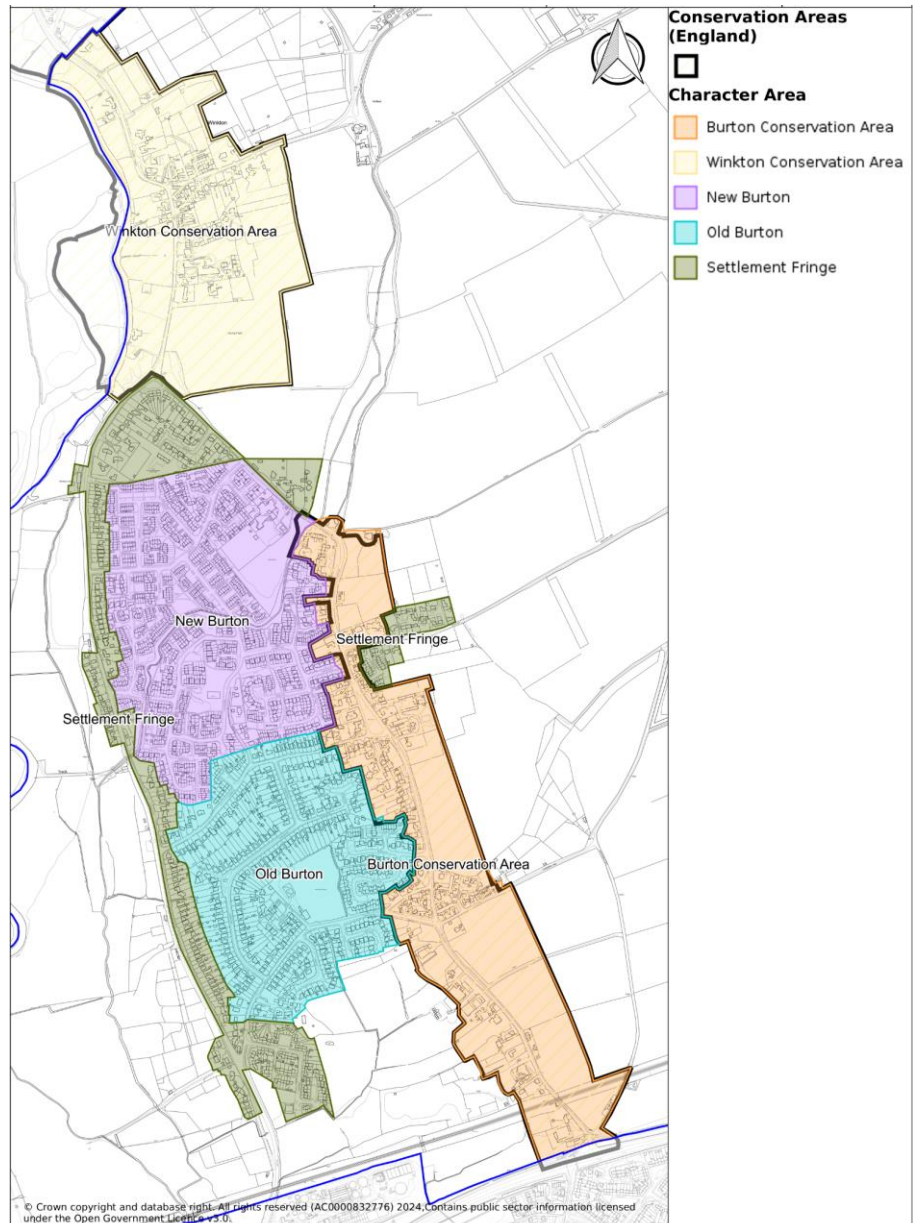 Conservation Areas
(England)
Character Area
Burton Conservation Area
Winkton Conservation Area
New Burton
Old Burton
Settlement Fringe
Winkton
Winkton Conservation Area
New Burton
Settlement Fringe
Settlement Fringe
Burton Conservation Area
Old Burton
© Crown copyright and database right. All rights reserved (AC0000832776) 2024,Contains public sector information licensed
under the Open Government Licence v3.0.